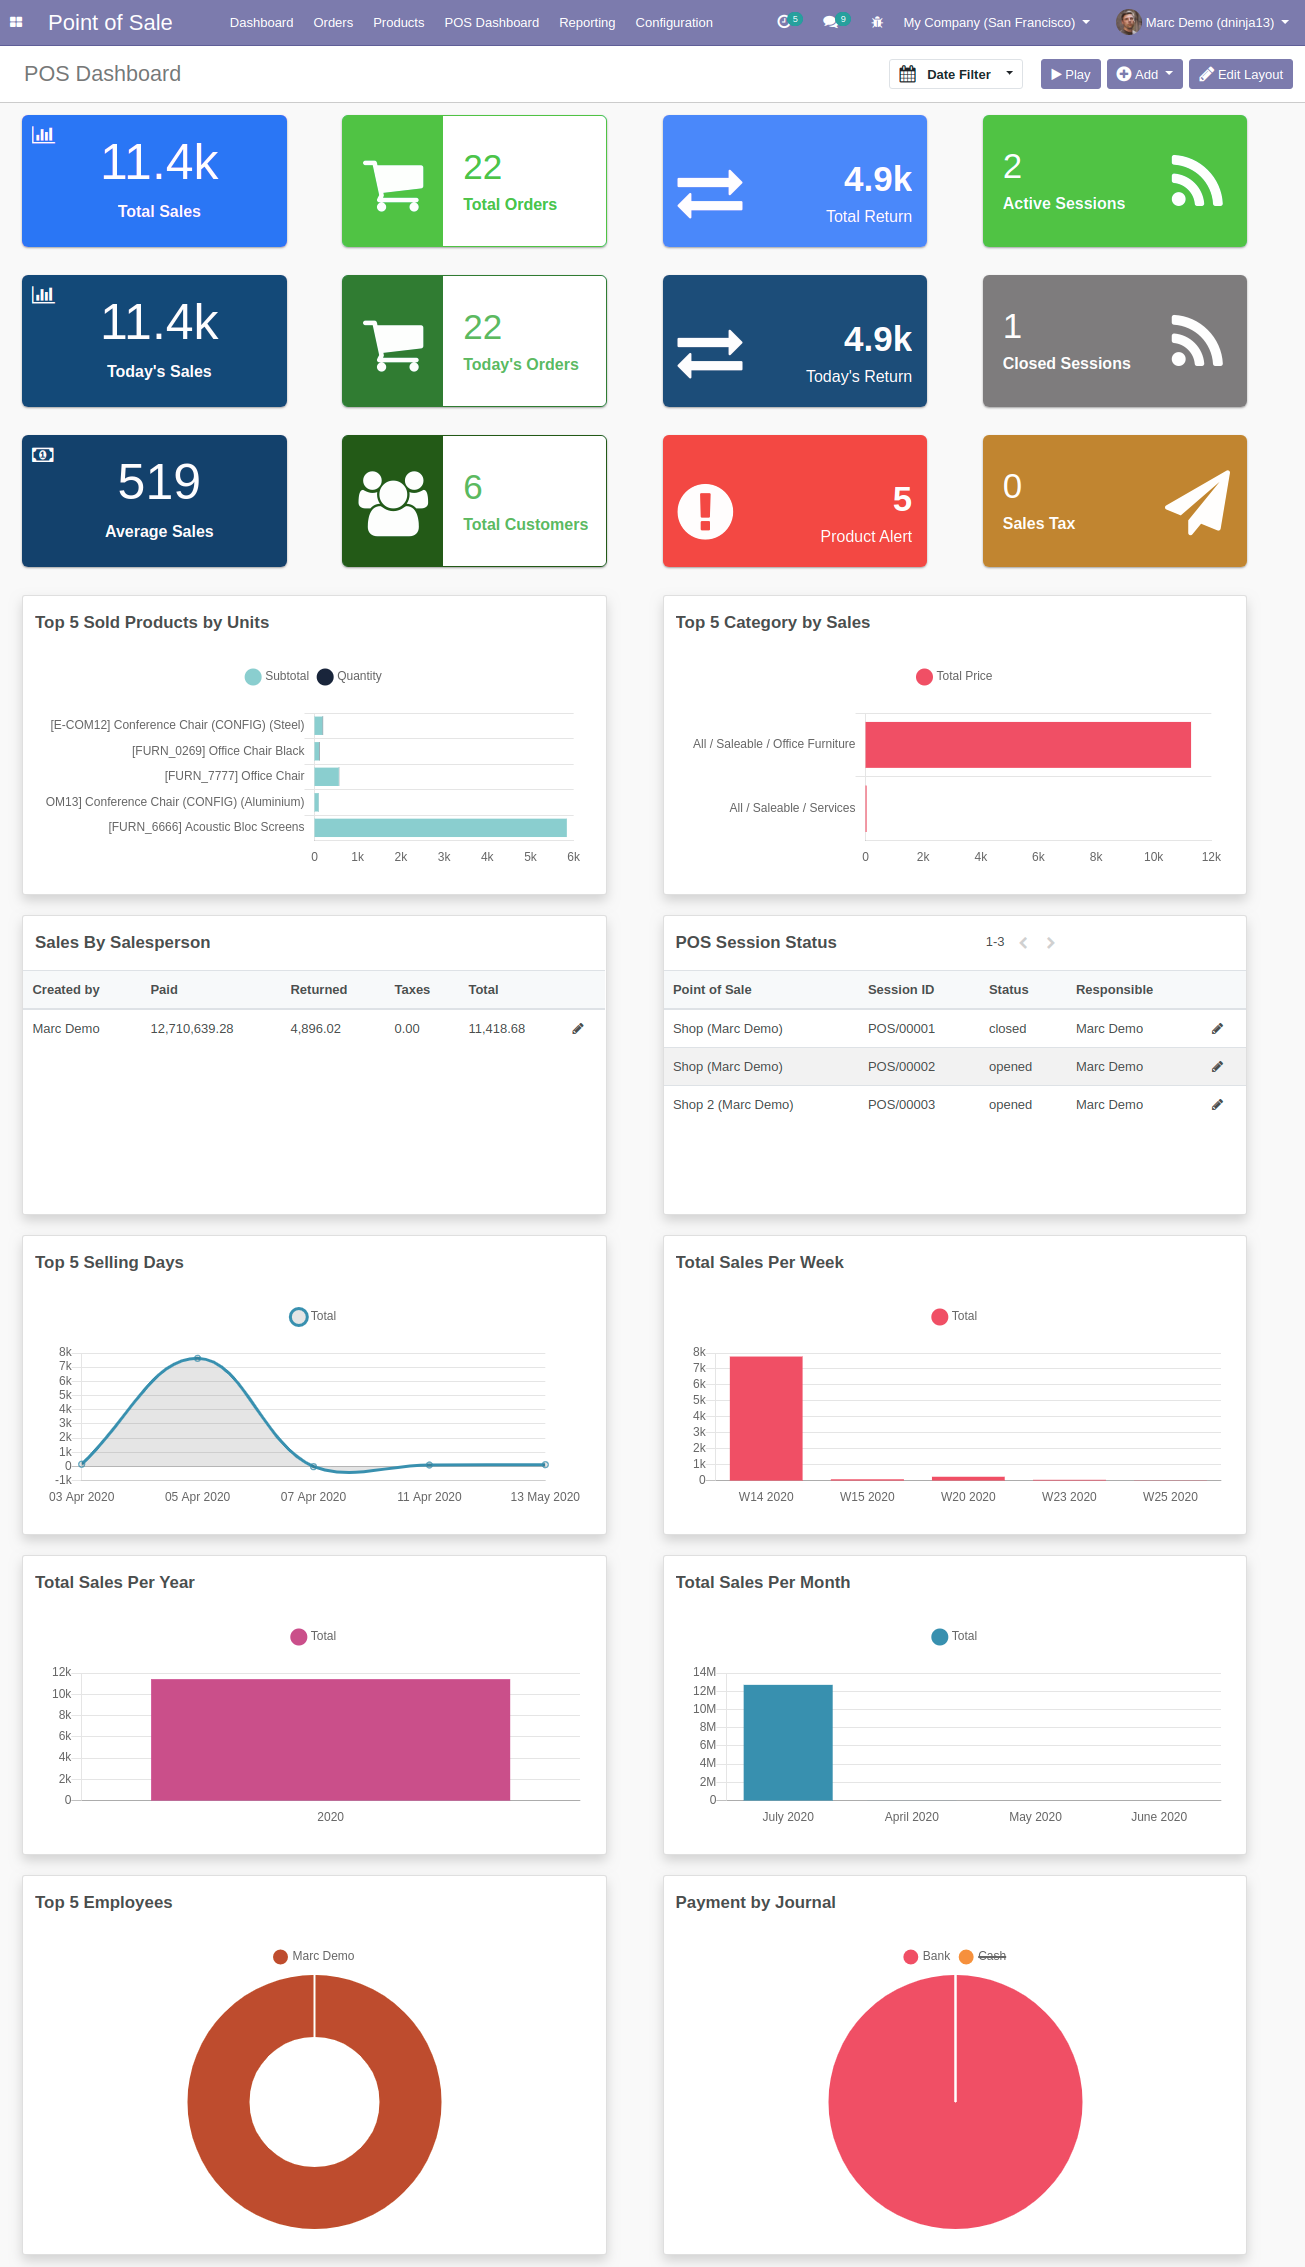 Point of Sale
Dashboard Orders Products POS Dashboard Reporting Configuration
5 9 My Company (San Francisco) Marc Demo (dninja13)
POS Dashboard
Date Filter Play Add Edit Layout
11.4k
Total Sales
22
Total Orders
4.9k
Total Return
2
Active Sessions
11.4k
Today's Sales
22
Today's Orders
4.9k
Today's Return
1
Closed Sessions
519
Average Sales
6
Total Customers
5
Product Alert
0
Sales Tax
Top 5 Sold Products by Units
Subtotal Quantity
[E-COM12] Conference Chair (CONFIG) (Steel)
[FURN_0269] Office Chair Black
[FURN_7777] Office Chair
OM13] Conference Chair (CONFIG) (Aluminium)
[FURN_6666] Acoustic Bloc Screens
0 1k 2k 3k 4k 5k 6k
Top 5 Category by Sales
Total Price
All / Saleable / Office Furniture
All / Saleable / Services
0 2k 4k 6k 8k 10k 12k
Sales By Salesperson
Created by Paid Returned Taxes Total
Marc Demo 12,710,639.28 4,896.02 0.00 11,418.68
POS Session Status 1-3
Point of Sale Session ID Status Responsible
Shop (Marc Demo) POS/00001 closed Marc Demo
Shop (Marc Demo) POS/00002 opened Marc Demo
Shop 2 (Marc Demo) POS/00003 opened Marc Demo
Top 5 Selling Days
Total
8k
7k
6k
5k
4k
3k
2k
1k
0
-1k
03 Apr 2020 05 Apr 2020 07 Apr 2020 11 Apr 2020 13 May 2020
Total Sales Per Week
Total
8k
7k
6k
5k
4k
3k
2k
1k
0
W14 2020 W15 2020 W20 2020 W23 2020 W25 2020
Total Sales Per Year
Total
12k
10k
8k
6k
4k
2k
0
2020
Total Sales Per Month
Total
14M
12M
10M
8M
6M
4M
2M
0
July 2020 April 2020 May 2020 June 2020
Top 5 Employees
Marc Demo
Payment by Journal
Bank Cash